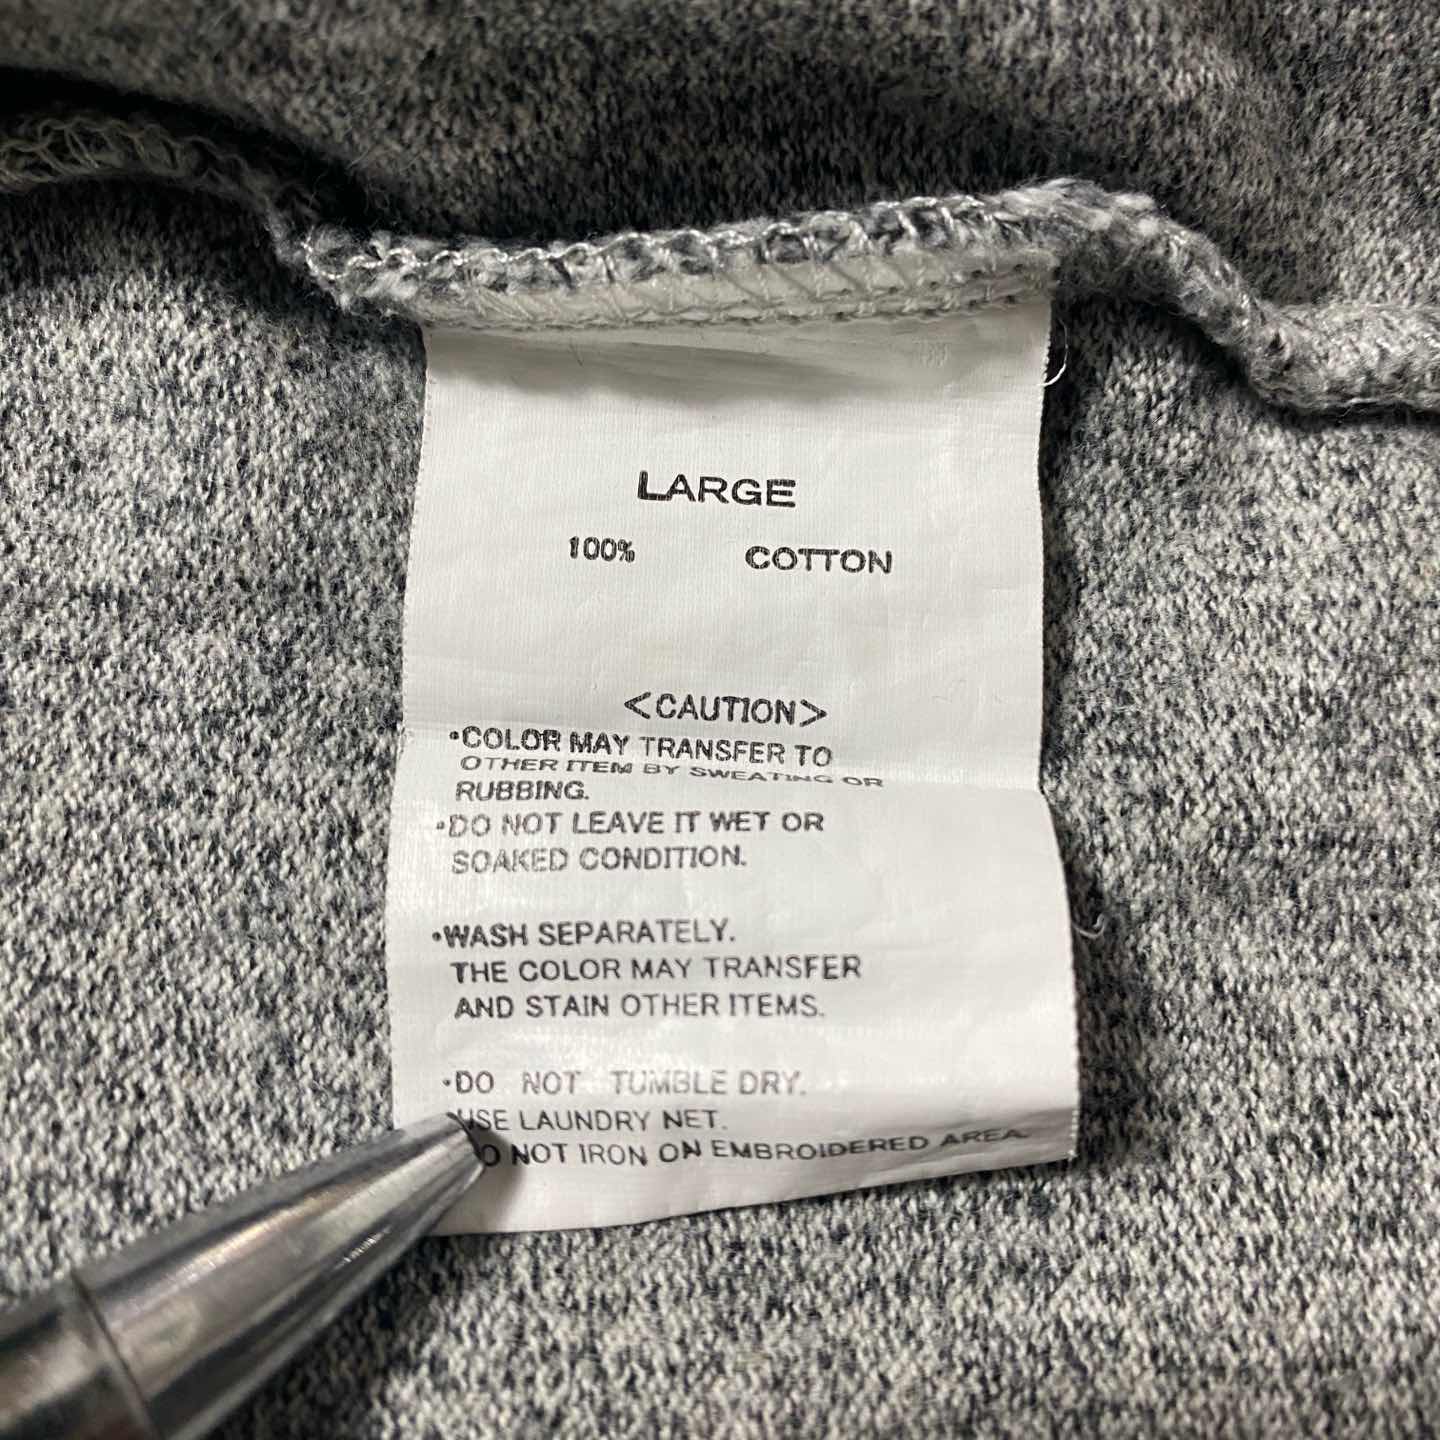 LARGE
100% COTTON
<CAUTION>
•COLOR MAY TRANSFER TO
OTHER ITEM BY SWEATING OR
RUBBING.
•DO NOT LEAVE IT WET OR
SOAKED CONDITION.
•WASH SEPARATELY.
THE COLOR MAY TRANSFER
AND STAIN OTHER ITEMS.
•DO NOT TUMBLE DRY.
USE LAUNDRY NET.
DO NOT IRON ON EMBROIDERED AREA.